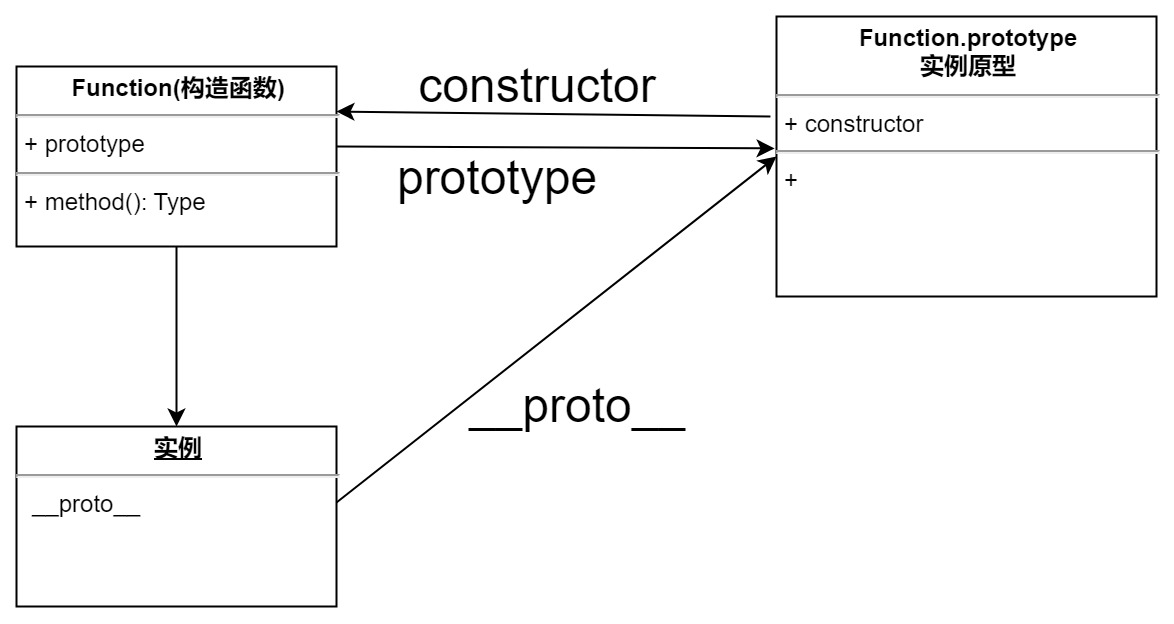 Function(构造函数)
+ prototype
+ method(): Type
constructor
prototype
Function.prototype
实例原型
+ constructor
+
__proto__
实例
__proto__